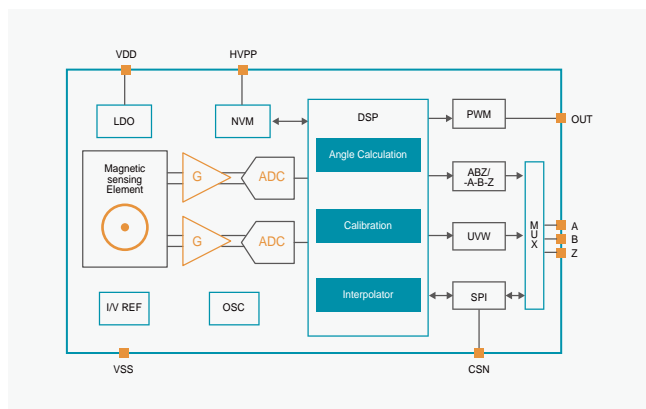 VDD
HVPP
LDO
NVM
DSP
PWM
OUT
Magnetic
sensing
Element
G
ADC
Angle Calculation
ABZ/
-A-B-Z
G
ADC
Calibration
UVW
MUX
A
B
Z
I/V REF
OSC
Interpolator
SPI
VSS
CSN